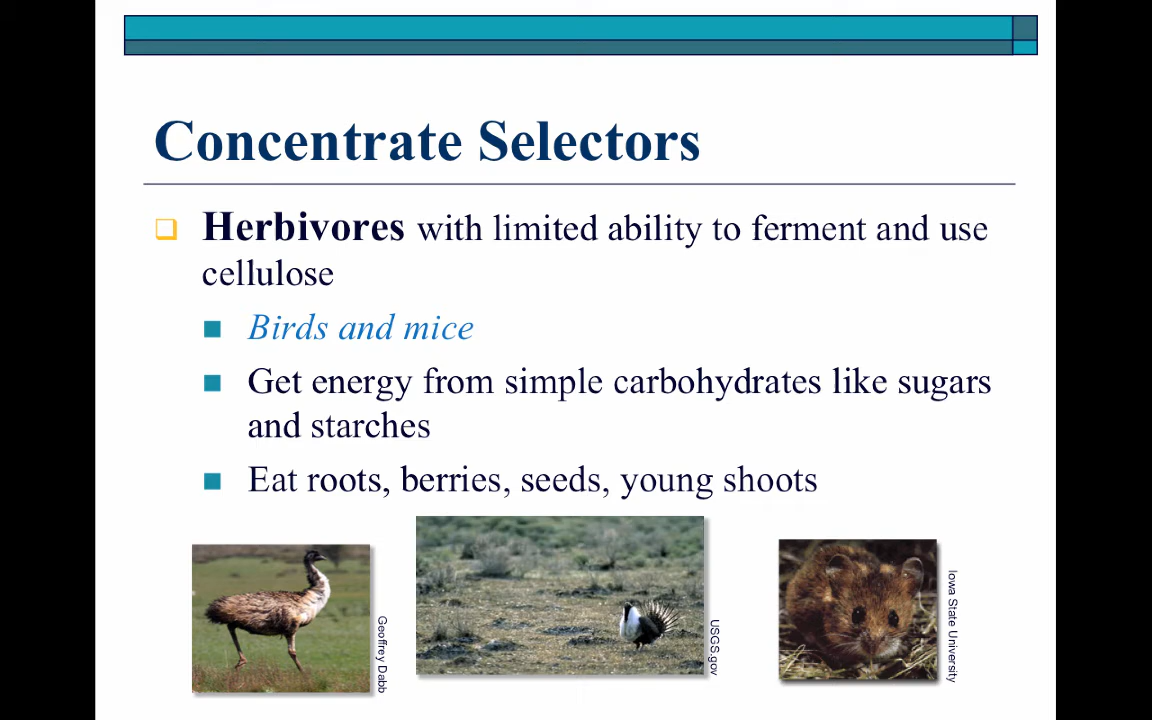 Concentrate Selectors
Herbivores with limited ability to ferment and use
cellulose
Birds and mice
Get energy from simple carbohydrates like sugars
and starches
Eat roots, berries, seeds, young shoots
Geoffrey Dabb
USGS.gov
Iowa State University